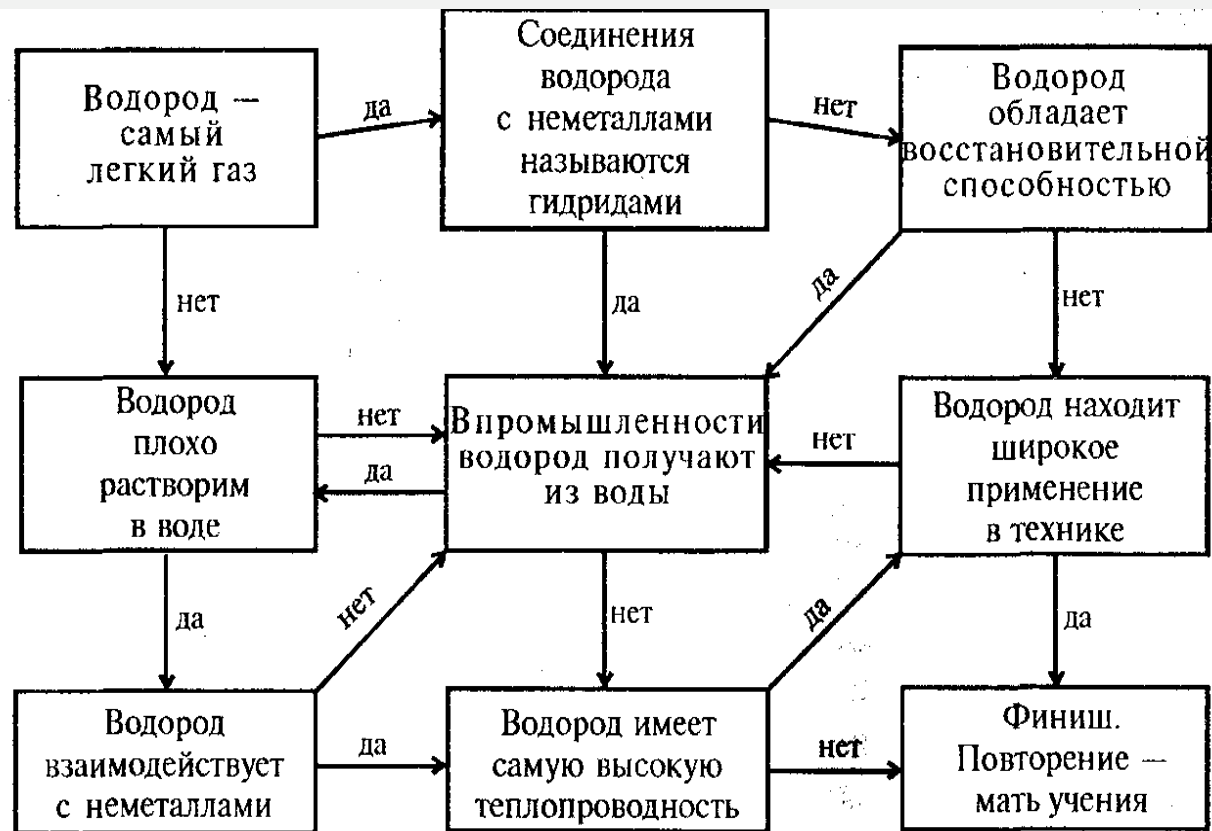 Водород —
самый
легкий газ
да
Соединения
водорода
с неметаллами
называются
гидридами
нет
Водород
обладает
восстановительной
способностью
нет
да
да
нет
Водород
плохо
растворим
в воде
нет
да
В промышленности
водород получают
из воды
нет
Водород находит
широкое
применение
в технике
да
нет
нет
да
да
Водород
взаимодействует
с неметаллами
да
Водород имеет
самую высокую
теплопроводность
нет
Финиш.
Повторение —
мать учения